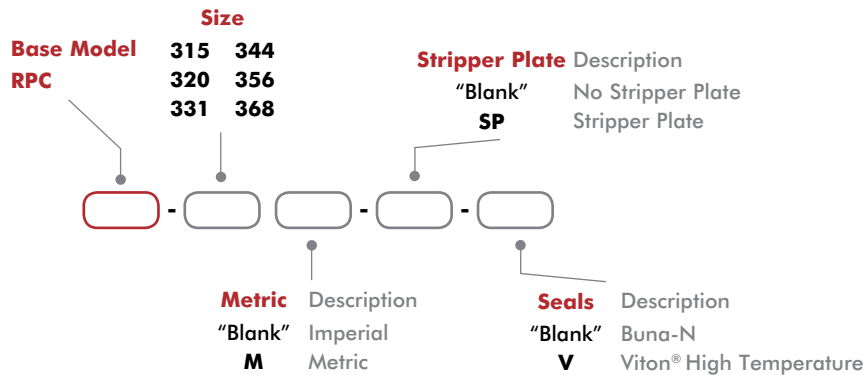 Size
Base Model
RPC
315 344
320 356
331 368
Stripper Plate Description
"Blank" No Stripper Plate
SP Stripper Plate
- - -
Metric Description
"Blank" Imperial
M Metric
Seals Description
"Blank" Buna-N
V Viton® High Temperature